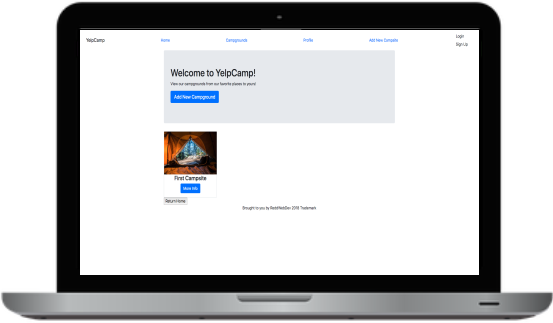 YelpCamp
Home
Campgrounds
Profile
Add New Campsite
Login
Sign Up
Welcome to YelpCamp!
View our campgrounds from our favorite places to yours!
Add New Campground
First Campsite
More Info
Return Home
Brought to you by RedditWebDev 2018 Trademark